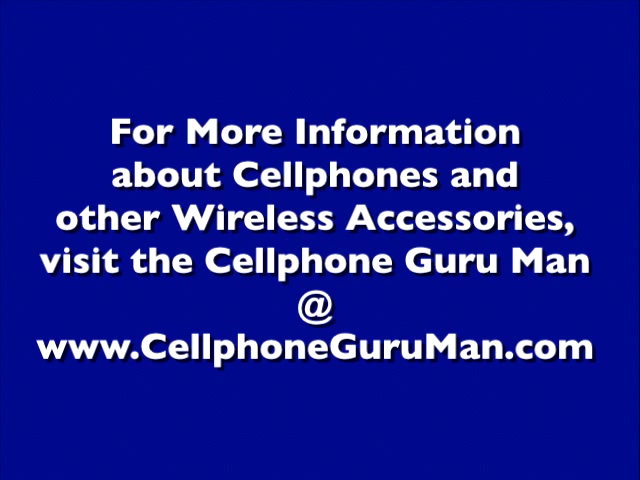 For More Information
about Cellphones and
other Wireless Accessories,
visit the Cellphone Guru Man
@
www.CellphoneGuruMan.com